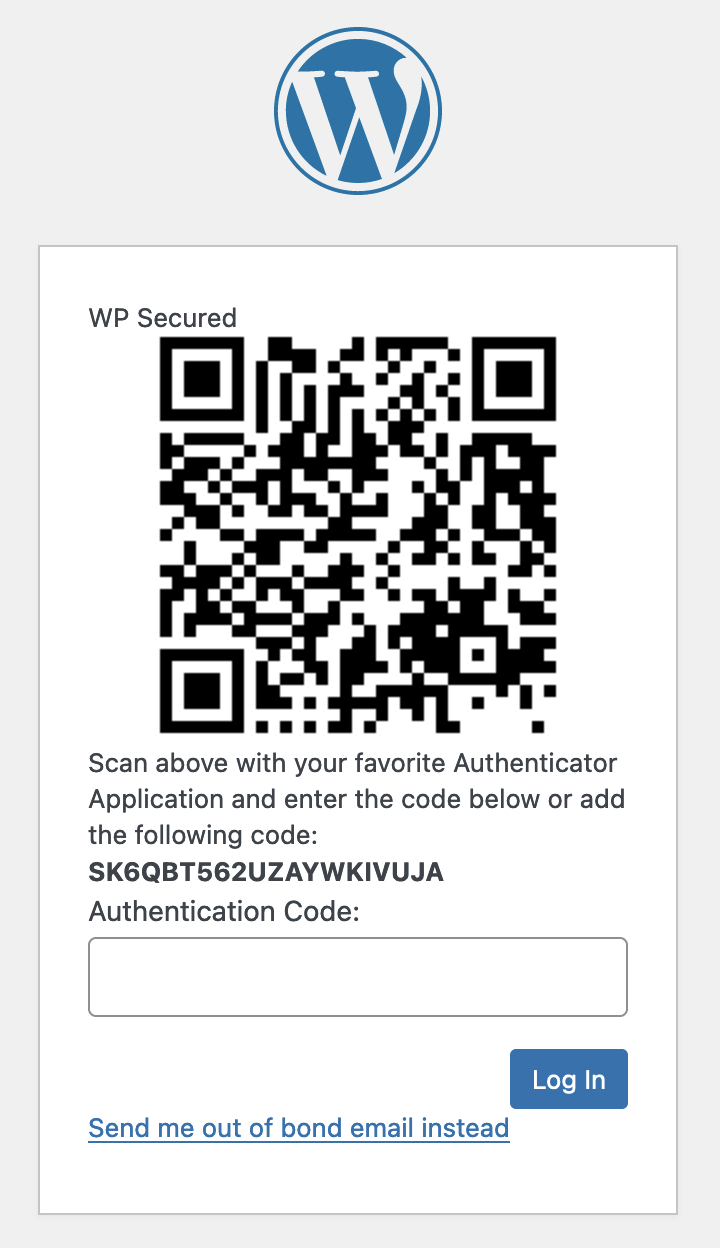 WP Secured
Scan above with your favorite Authenticator
Application and enter the code below or add
the following code:
SK6QBT562UZAYWKIVUJA
Authentication Code:
Log In
Send me out of bond email instead